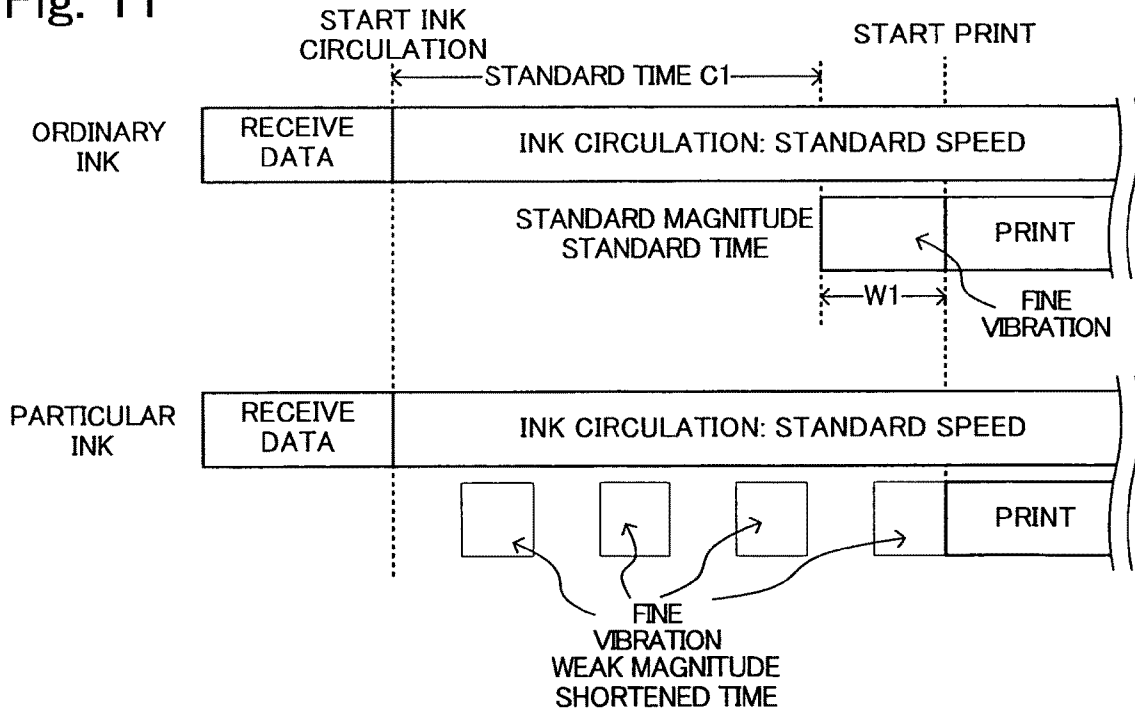 Fig. 11
START INK
CIRCULATION
START PRINT
STANDARD TIME C1
ORDINARY
INK
RECEIVE
DATA
INK CIRCULATION: STANDARD SPEED
STANDARD MAGNITUDE
STANDARD TIME
PRINT
W1
FINE
VIBRATION
PARTICULAR
INK
RECEIVE
DATA
INK CIRCULATION: STANDARD SPEED
PRINT
FINE
VIBRATION
WEAK MAGNITUDE
SHORTENED TIME